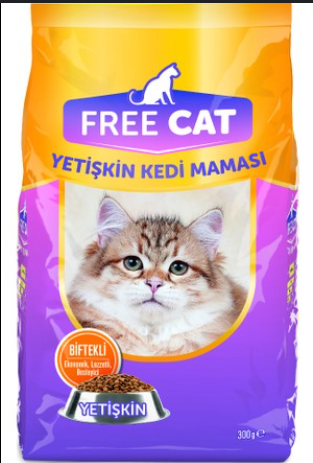 FREE CAT
YETİŞKİN KEDİ MAMASI
BİFTEKLİ
Ekonomik, Lezzetli,
Besleyici
YETİŞKİN
300 g ℮